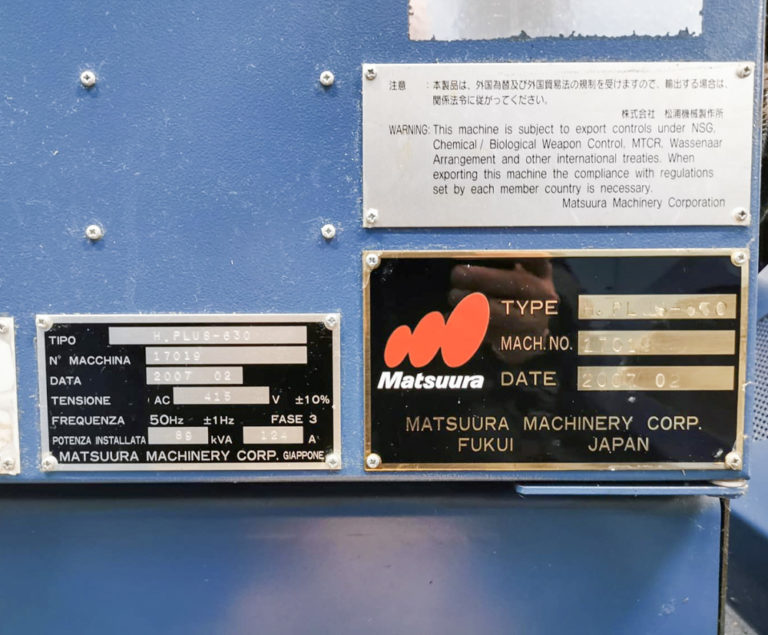 注意 :本製品は、外国為替及び外国貿易法の規制を受けますので、輸出する場合は、
関係法令に従がってください。
株式会社 松浦機械製作所
WARNING: This machine is subject to export controls under NSG,
Chemical / Biological Weapon Control, MTCR, Wassenaar
Arrangement and other international treaties. When
exporting this machine the compliance with regulations
set by each member country is necessary.
Matsuura Machinery Corporation
TIPO H.PLUS-630
N° MACCHINA 17019
DATA 2007 02
TENSIONE AC 415 V ±10%
FREQUENZA 50Hz ±1Hz FASE 3
POTENZA INSTALLATA 89 kVA 124 A
MATSUURA MACHINERY CORP. GIAPPONE
Matsuura
TYPE H.PLUS-630
MACH. NO. 17019
DATE 2007 02
MATSUURA MACHINERY CORP.
FUKUI JAPAN